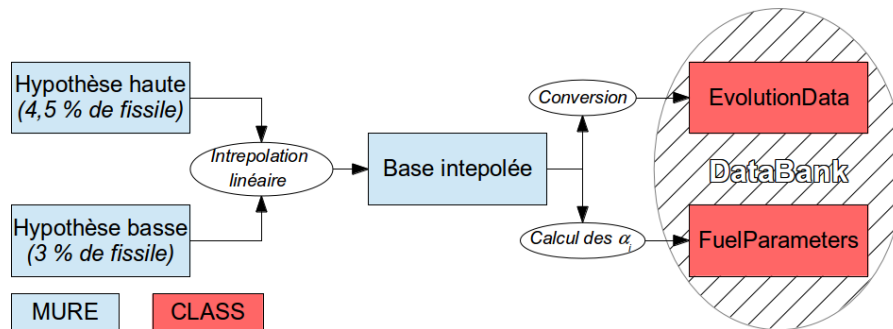 Hypothèse haute
(4,5 % de fissile)
Intrepolation
linéaire
Hypothèse basse
(3 % de fissile)
Base intepolée
Conversion
EvolutionData
DataBank
Calcul des αi
FuelParameters
MURE
CLASS